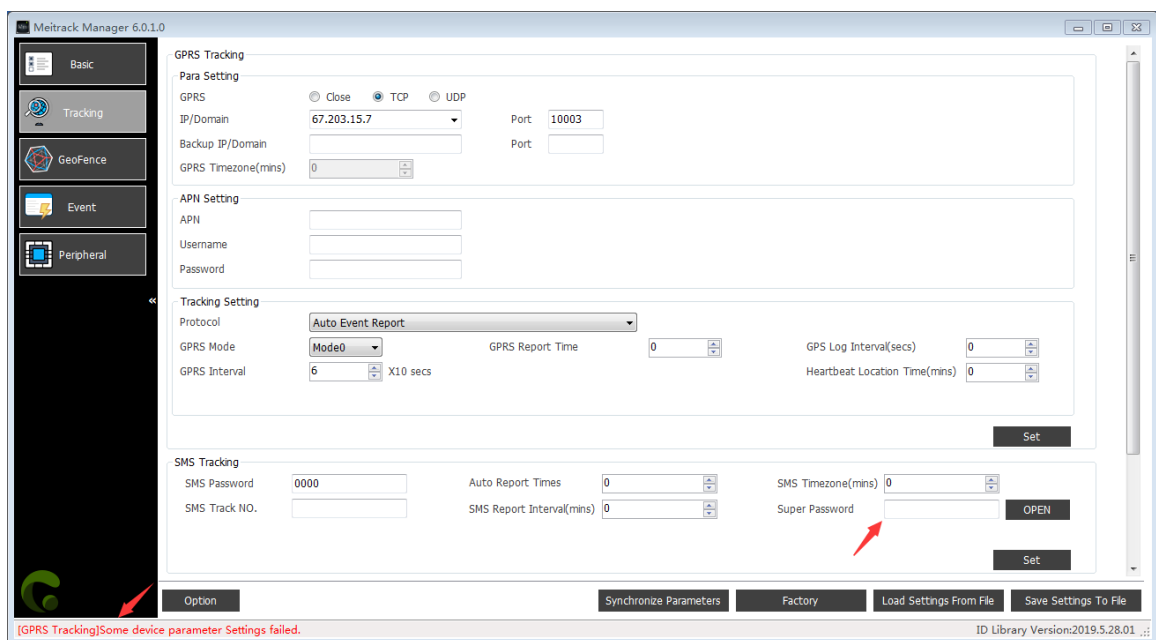 Meitrack Manager 6.0.1.0
Basic
Tracking
GeoFence
Event
Peripheral
«
GPRS Tracking
Para Setting
GPRS Close TCP UDP
IP/Domain 67.203.15.7 Port 10003
Backup IP/Domain Port
GPRS Timezone(mins) 0
APN Setting
APN
Username
Password
Tracking Setting
Protocol Auto Event Report
GPRS Mode Mode0 GPRS Report Time 0 GPS Log Interval(secs) 0
GPRS Interval 6 X10 secs Heartbeat Location Time(mins) 0
Set
SMS Tracking
SMS Password 0000 Auto Report Times 0 SMS Timezone(mins) 0
SMS Track NO. SMS Report Interval(mins) 0 Super Password OPEN
Set
Option Synchronize Parameters Factory Load Settings From File Save Settings To File
[GPRS Tracking]Some device parameter Settings failed. ID Library Version:2019.5.28.01